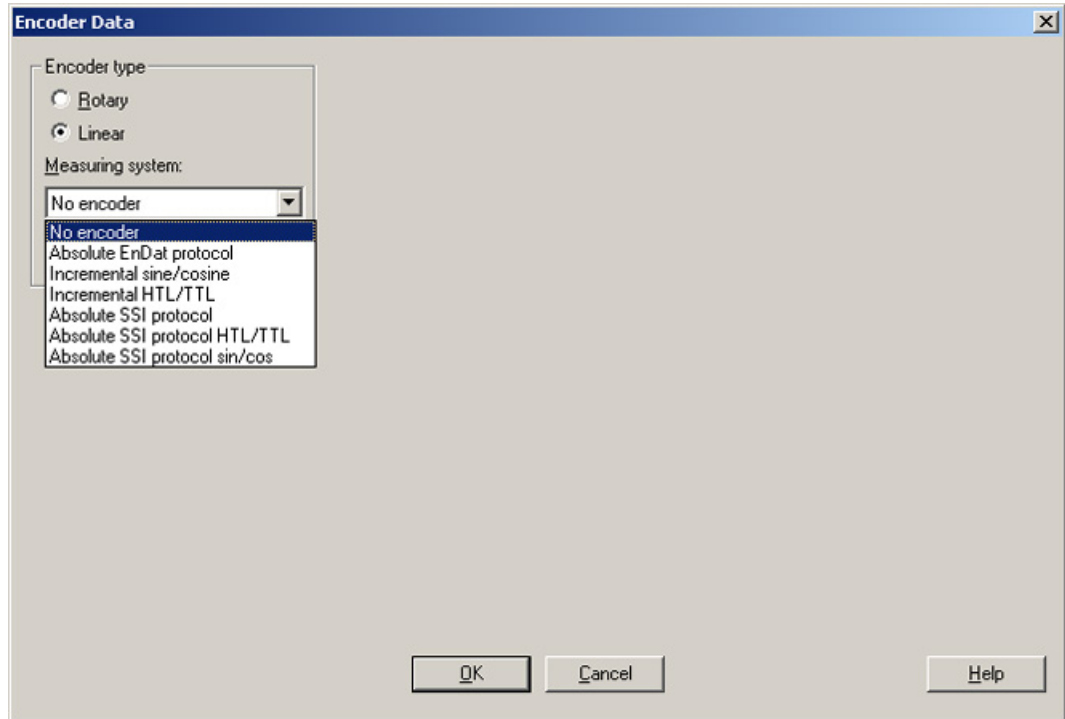 Encoder Data
Encoder type
Rotary
Linear
Measuring system:
No encoder
No encoder
Absolute EnDat protocol
Incremental sine/cosine
Incremental HTL/TTL
Absolute SSI protocol
Absolute SSI protocol HTL/TTL
Absolute SSI protocol sin/cos
OK
Cancel
Help